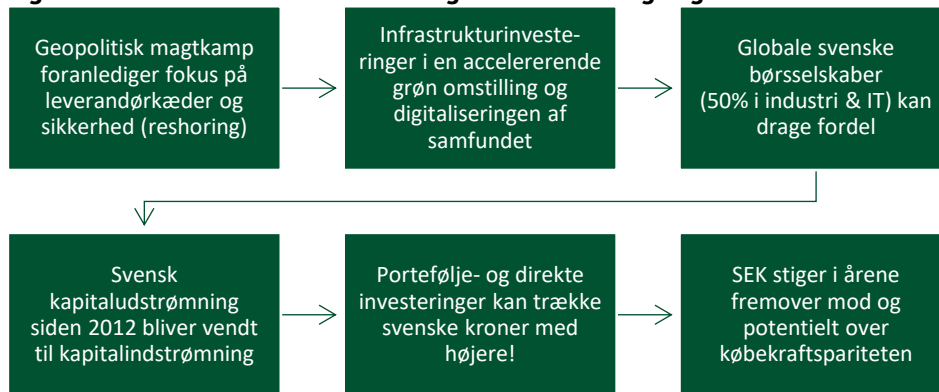 Geopolitisk magtkamp
foranlediger fokus på
leverandørkæder og
sikkerhed (reshoring)
Infrastrukturinveste-
ringer i en accelererende
grøn omstilling og
digitaliseringen af
samfundet
Globale svenske
børsselskaber
(50% i industri & IT) kan
drage fordel
Svensk
kapitaludstrømning
siden 2012 bliver vendt
til kapitalindstrømning
Portefølje- og direkte
investeringer kan trække
svenske kroner med
højere!
SEK stiger i årene
fremover mod og
potentielt over
købekraftspariteten